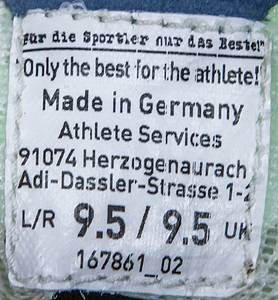 Für die Sportler nur das Beste!"
"Only the best for the athlete!
Made in Germany
Athlete Services
91074 Herzogenaurach
Adi-Dassler-Strasse 1-2
L/R 9.5 / 9.5 UK
167861_02